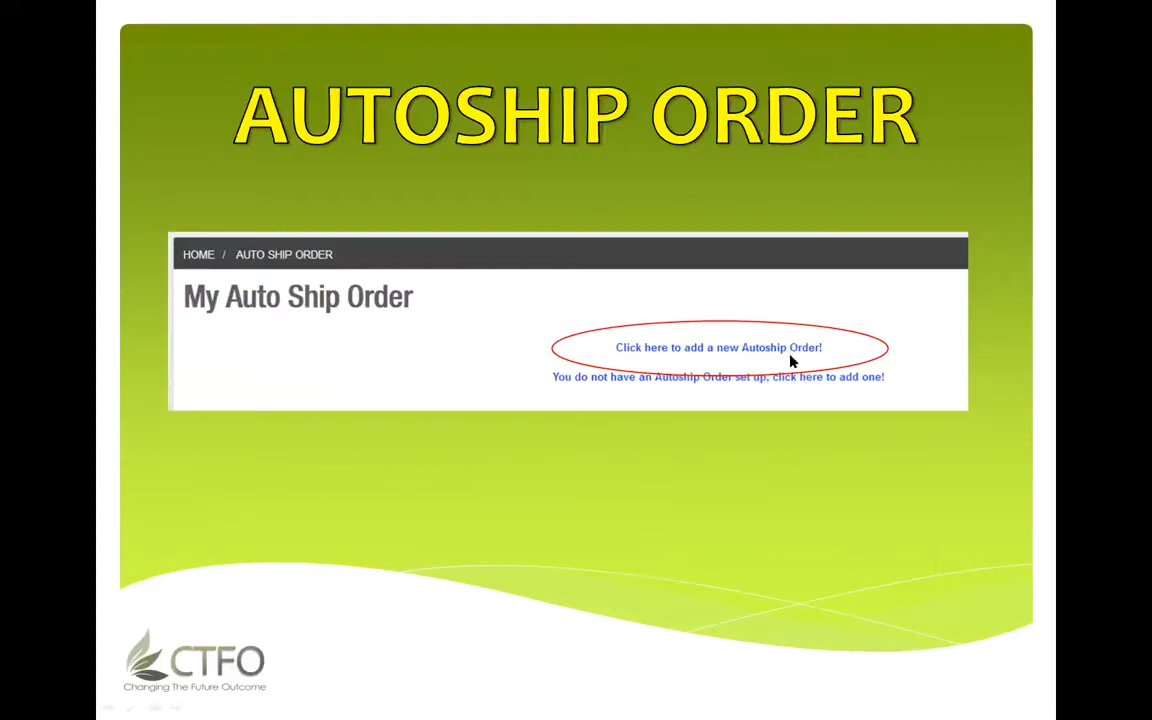 AUTOSHIP ORDER
HOME / AUTO SHIP ORDER
My Auto Ship Order
Click here to add a new Autoship Order!
You do not have an Autoship Order set up, click here to add one!
CTFO
Changing The Future Outcome